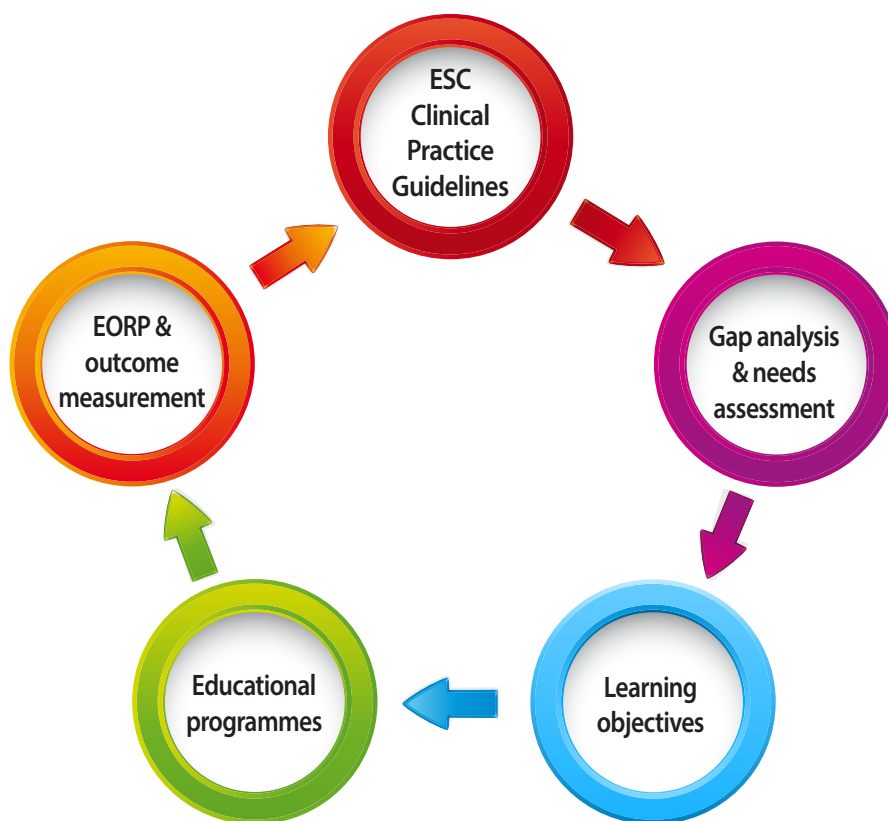 ESC
Clinical
Practice
Guidelines
Gap analysis
& needs
assessment
Learning
objectives
Educational
programmes
EORP &
outcome
measurement